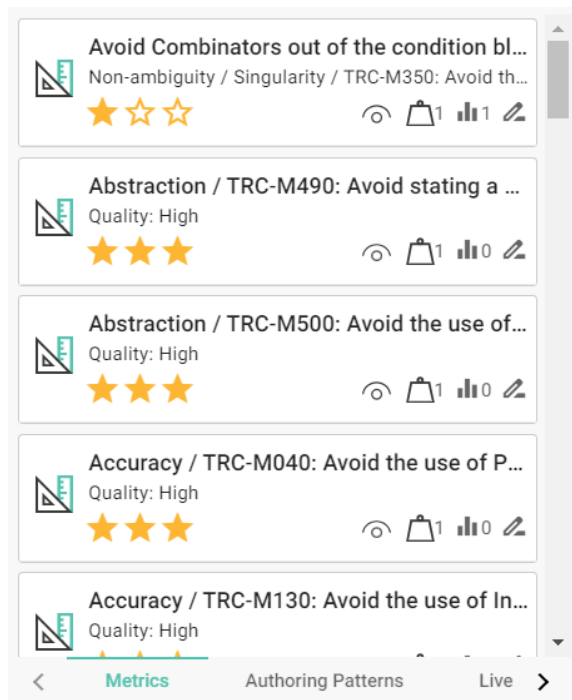 Avoid Combinators out of the condition bl...
Non-ambiguity / Singularity / TRC-M350: Avoid th...
1 1
Abstraction / TRC-M490: Avoid stating a ...
Quality: High
1 0
Abstraction / TRC-M500: Avoid the use of...
Quality: High
1 0
Accuracy / TRC-M040: Avoid the use of P...
Quality: High
1 0
Accuracy / TRC-M130: Avoid the use of In...
Quality: High
Metrics Authoring Patterns Live